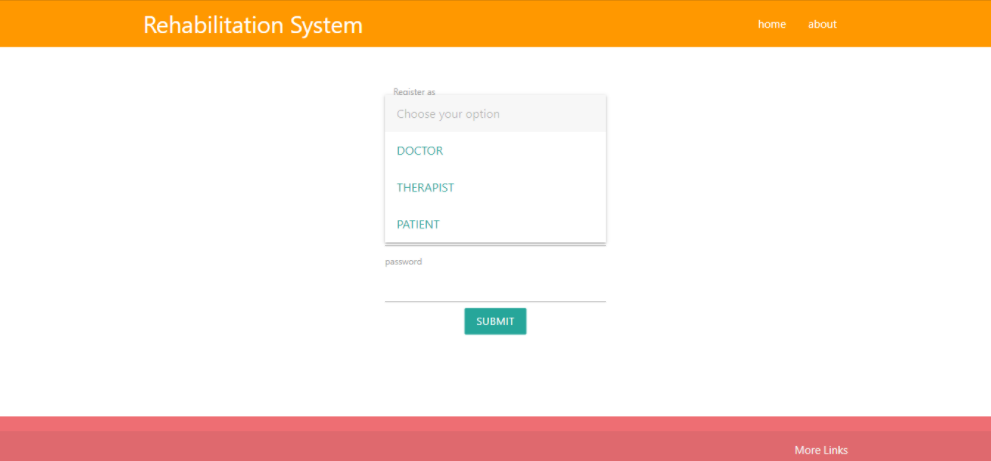 Rehabilitation System
home about
Register as
Choose your option
DOCTOR
THERAPIST
PATIENT
password
SUBMIT
More Links